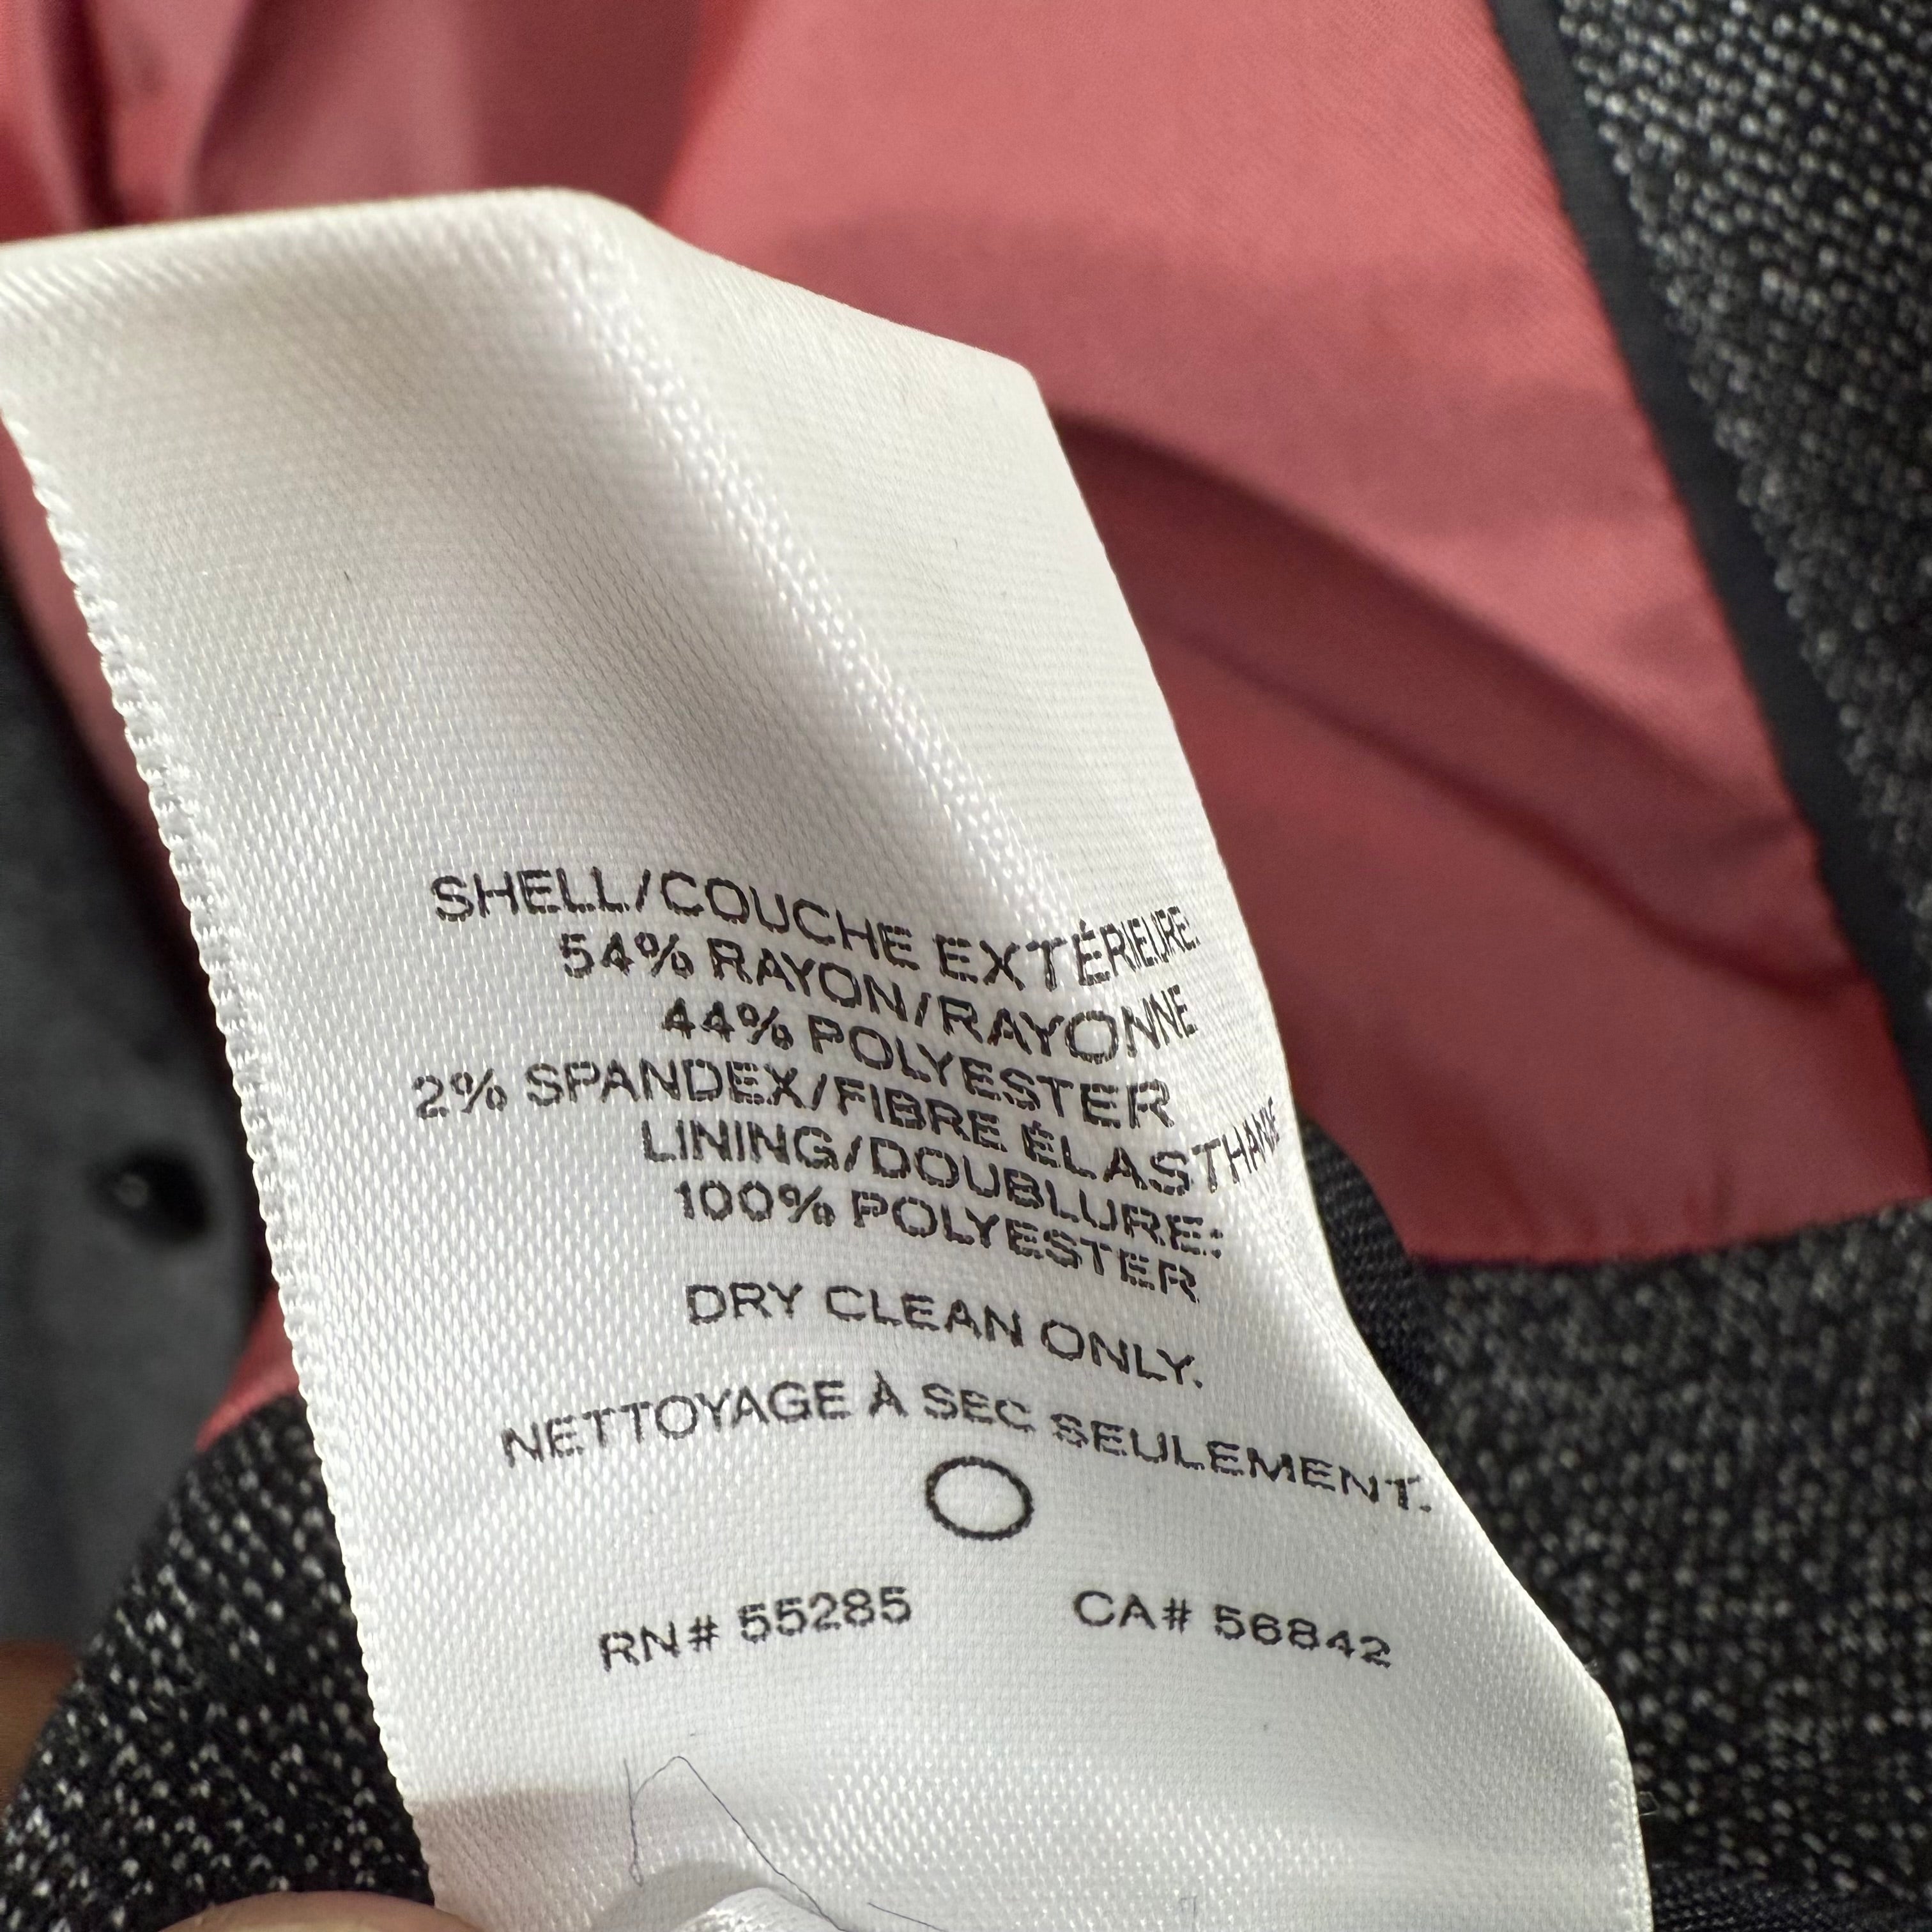 SHELL/COUCHE EXTÉRIEURE:
54% RAYON/RAYONNE
44% POLYESTER
2% SPANDEX/FIBRE ÉLASTHANNE
LINING/DOUBLURE:
100% POLYESTER
DRY CLEAN ONLY.
NETTOYAGE À SEC SEULEMENT.
RN# 55285 CA# 56842